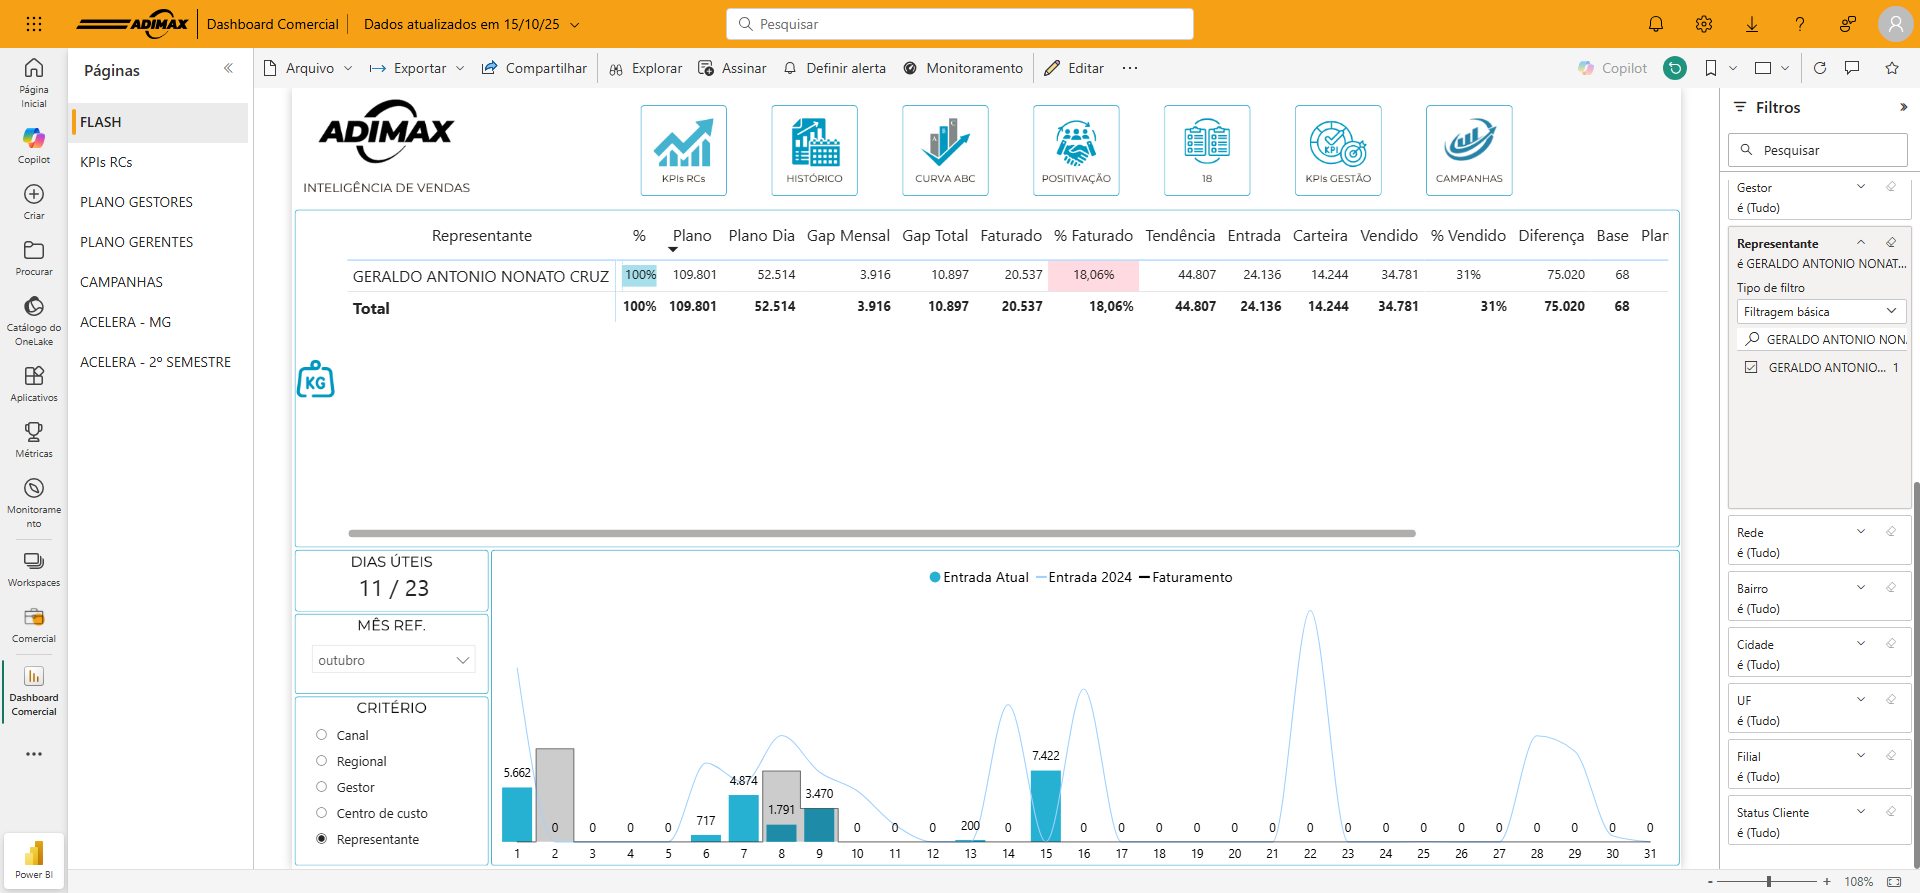 ADIMAX
Dashboard Comercial
Dados atualizados em 15/10/25
Pesquisar
Página Inicial
Copilot
Criar
Procurar
Catálogo do OneLake
Aplicativos
Métricas
Monitoramento
Workspaces
Comercial
Dashboard Comercial
Power BI
Páginas
FLASH
KPIs RCs
PLANO GESTORES
PLANO GERENTES
CAMPANHAS
ACELERA - MG
ACELERA - 2º SEMESTRE
Arquivo
Exportar
Compartilhar
Explorar
Assinar
Definir alerta
Monitoramento
Editar
Copilot
ADIMAX
INTELIGÊNCIA DE VENDAS
KPIs RCs
HISTÓRICO
A B C
CURVA ABC
POSITIVAÇÃO
18
KPI
KPIs GESTÃO
CAMPANHAS
Representante % Plano Plano Dia Gap Mensal Gap Total Faturado % Faturado Tendência Entrada Carteira Vendido % Vendido Diferença Base Plan
GERALDO ANTONIO NONATO CRUZ 100% 109.801 52.514 3.916 10.897 20.537 18,06% 44.807 24.136 14.244 34.781 31% 75.020 68
Total 100% 109.801 52.514 3.916 10.897 20.537 18,06% 44.807 24.136 14.244 34.781 31% 75.020 68
KG
DIAS ÚTEIS
11 / 23
MÊS REF.
outubro
CRITÉRIO
Canal
Regional
Gestor
Centro de custo
Representante
Entrada Atual Entrada 2024 Faturamento
5.662 0 0 0 0 717 4.874 1.791 3.470 0 0 0 200 0 7.422 0 0 0 0 0 0 0 0 0 0 0 0 0 0 0 0
1 2 3 4 5 6 7 8 9 10 11 12 13 14 15 16 17 18 19 20 21 22 23 24 25 26 27 28 29 30 31
Filtros
Pesquisar
Gestor
é (Tudo)
Representante
é GERALDO ANTONIO NONAT...
Tipo de filtro
Filtragem básica
GERALDO ANTONIO NON
GERALDO ANTONIO... 1
Rede
é (Tudo)
Bairro
é (Tudo)
Cidade
é (Tudo)
UF
é (Tudo)
Filial
é (Tudo)
Status Cliente
é (Tudo)
- + 108%